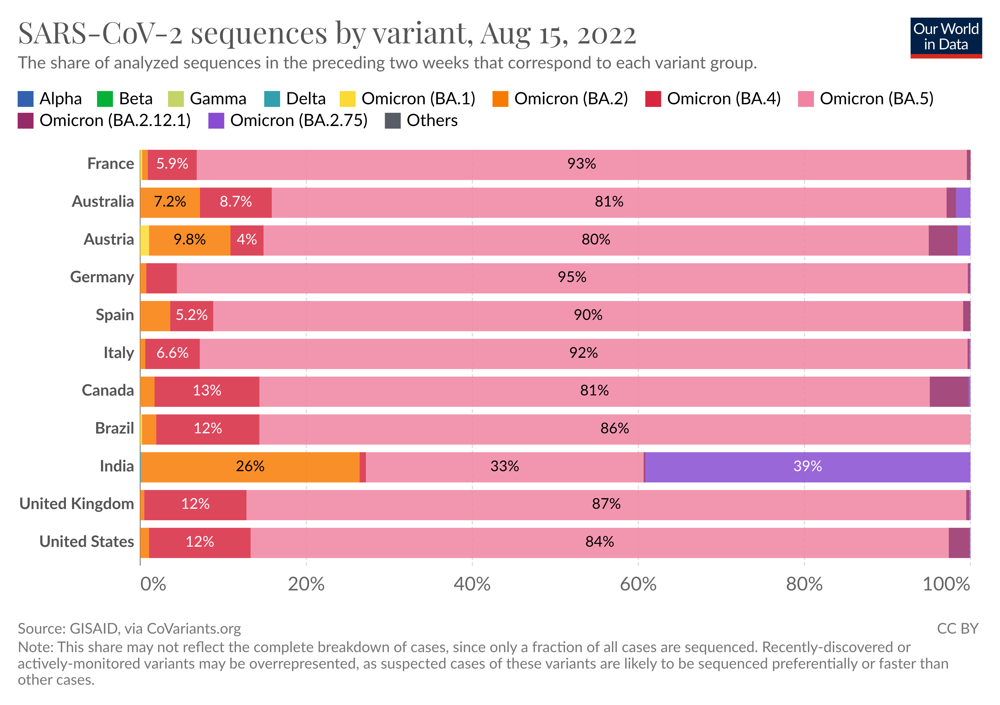 SARS-CoV-2 sequences by variant, Aug 15, 2022
Our World
in Data
The share of analyzed sequences in the preceding two weeks that correspond to each variant group.
Alpha Beta Gamma Delta Omicron (BA.1) Omicron (BA.2) Omicron (BA.4) Omicron (BA.5)
Omicron (BA.2.12.1) Omicron (BA.2.75) Others
France 5.9% 93%
Australia 7.2% 8.7% 81%
Austria 9.8% 4% 80%
Germany 95%
Spain 5.2% 90%
Italy 6.6% 92%
Canada 13% 81%
Brazil 12% 86%
India 26% 33% 39%
United Kingdom 12% 87%
United States 12% 84%
0% 20% 40% 60% 80% 100%
Source: GISAID, via CoVariants.org CC BY
Note: This share may not reflect the complete breakdown of cases, since only a fraction of all cases are sequenced. Recently-discovered or
actively-monitored variants may be overrepresented, as suspected cases of these variants are likely to be sequenced preferentially or faster than
other cases.